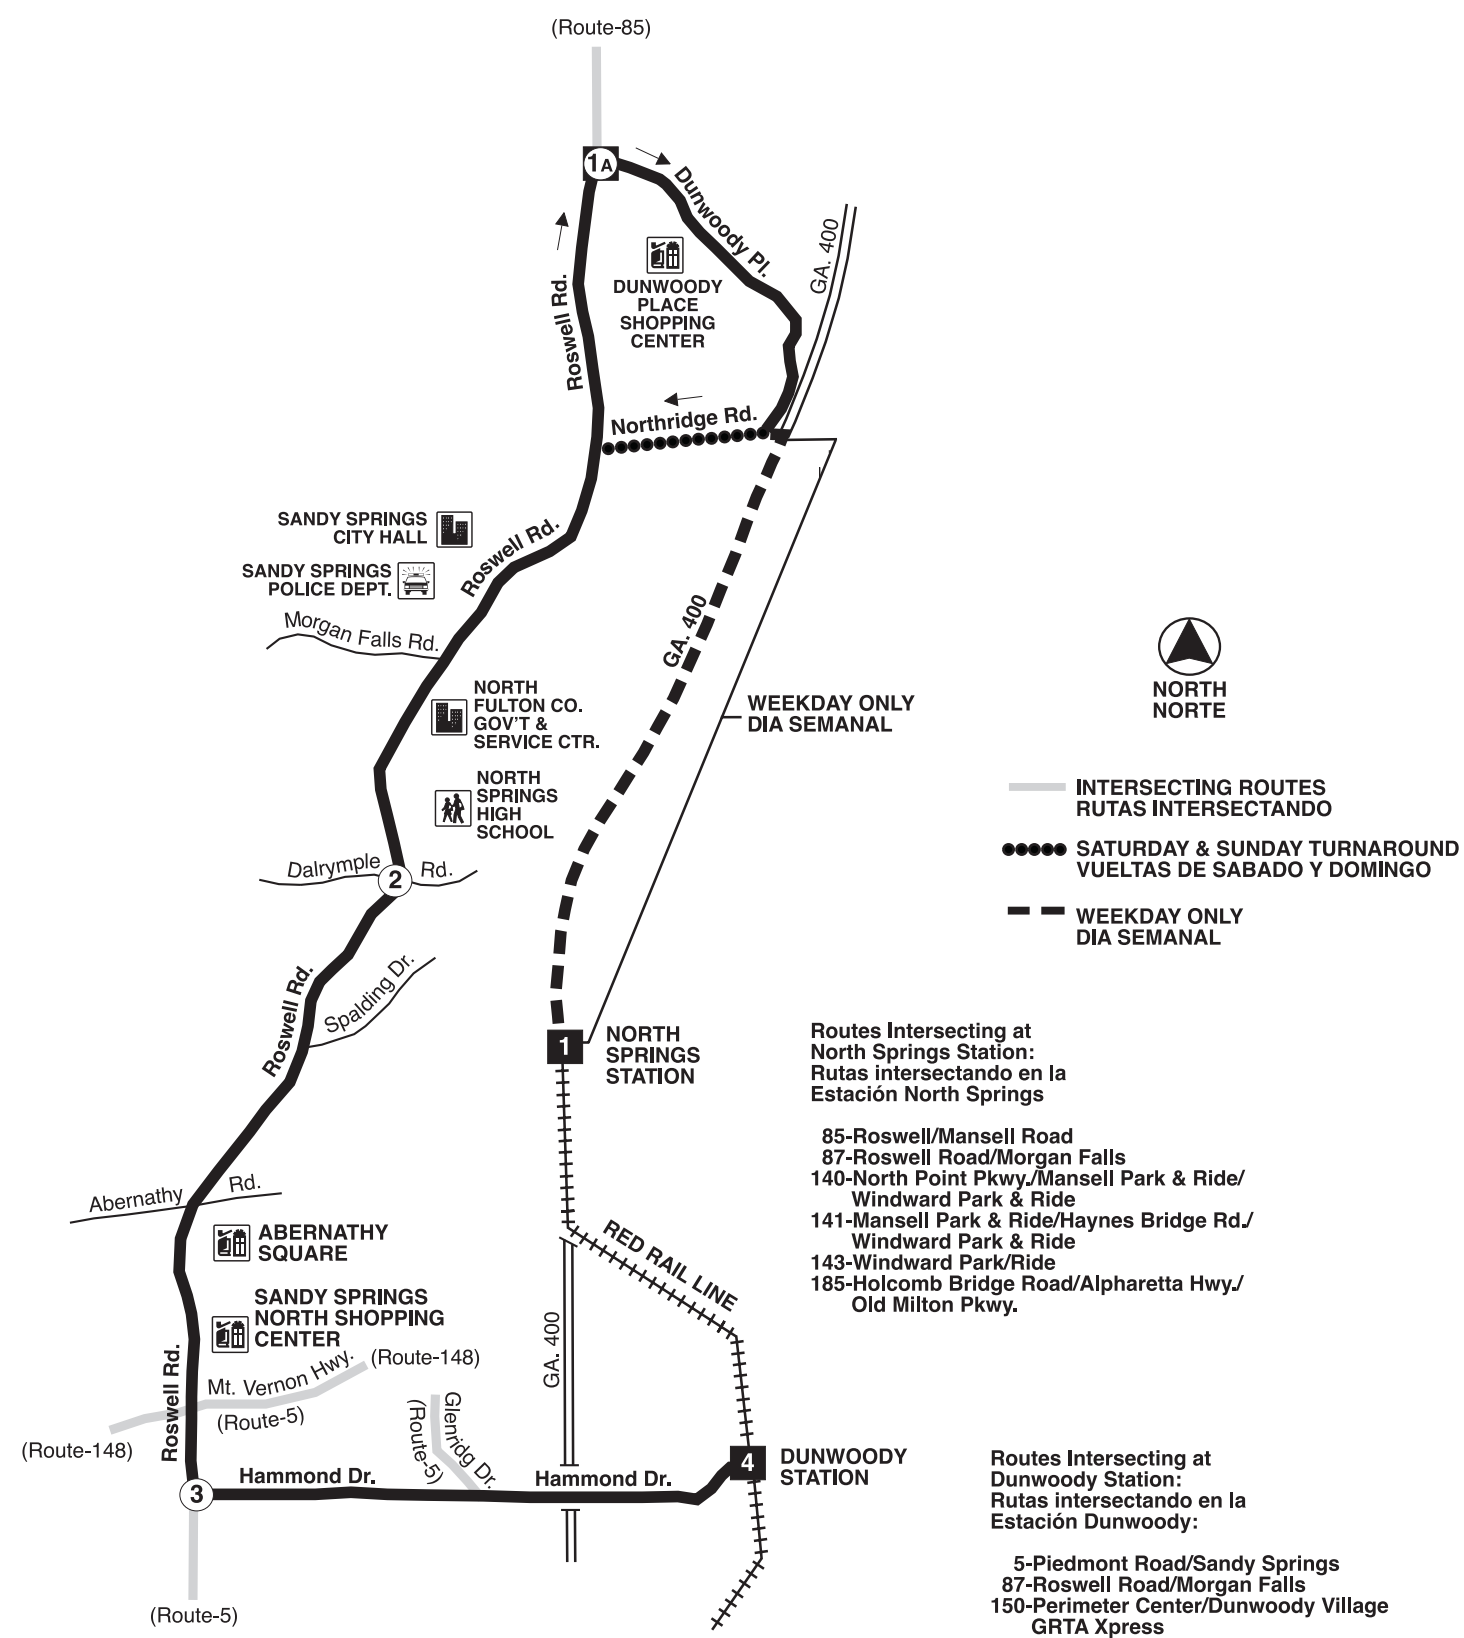 (Route-85)
1A
Dunwoody Pl.
GA. 400
Roswell Rd.
DUNWOODY
PLACE
SHOPPING
CENTER
Northridge Rd.
SANDY SPRINGS
CITY HALL
Roswell Rd.
SANDY SPRINGS
POLICE DEPT.
Morgan Falls Rd.
GA. 400
NORTH
FULTON CO.
GOV'T &
SERVICE CTR.
WEEKDAY ONLY
DIA SEMANAL
NORTH
NORTE
NORTH
SPRINGS
HIGH
SCHOOL
INTERSECTING ROUTES
RUTAS INTERSECTANDO
SATURDAY & SUNDAY TURNAROUND
VUELTAS DE SABADO Y DOMINGO
WEEKDAY ONLY
DIA SEMANAL
Dalrymple Rd.
2
Roswell Rd.
Spalding Dr.
1
NORTH
SPRINGS
STATION
Routes Intersecting at
North Springs Station:
Rutas intersectando en la
Estación North Springs
85-Roswell/Mansell Road
87-Roswell Road/Morgan Falls
140-North Point Pkwy./Mansell Park & Ride/
Windward Park & Ride
141-Mansell Park & Ride/Haynes Bridge Rd./
Windward Park & Ride
143-Windward Park/Ride
185-Holcomb Bridge Road/Alpharetta Hwy./
Old Milton Pkwy.
Abernathy Rd.
ABERNATHY
SQUARE
RED RAIL LINE
SANDY SPRINGS
NORTH SHOPPING
CENTER
GA. 400
Roswell Rd.
Mt. Vernon Hwy.
(Route-148)
(Route-5)
(Route-148)
Glenridg Dr.
(Route-5)
3
Hammond Dr.
Hammond Dr.
4
DUNWOODY
STATION
(Route-5)
Routes Intersecting at
Dunwoody Station:
Rutas intersectando en la
Estación Dunwoody:
5-Piedmont Road/Sandy Springs
87-Roswell Road/Morgan Falls
150-Perimeter Center/Dunwoody Village
GRTA Xpress